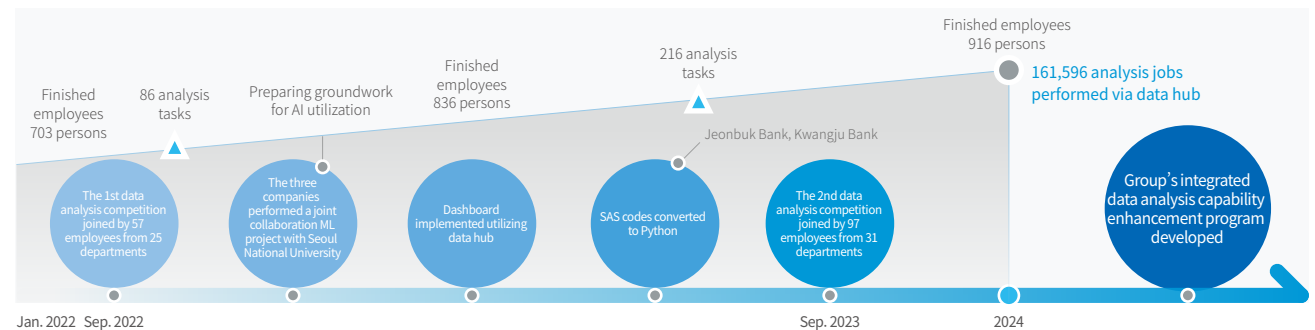 Finished
employees
703 persons
86 analysis
tasks
Preparing groundwork
for AI utilization
Finished
employees
836 persons
216 analysis
tasks
Jeonbuk Bank, Kwangju Bank
Finished employees
916 persons
161,596 analysis jobs
performed via data hub
The 1st data
analysis competition
joined by 57
employees from 25
departments
The three
companies
performed a joint
collaboration ML
project with Seoul
National University
Dashboard
implemented utilizing
data hub
SAS codes converted
to Python
The 2nd data
analysis competition
joined by 97
employees from 31
departments
Group's integrated
data analysis capability
enhancement program
developed
Jan. 2022 Sep. 2022 Sep. 2023 2024